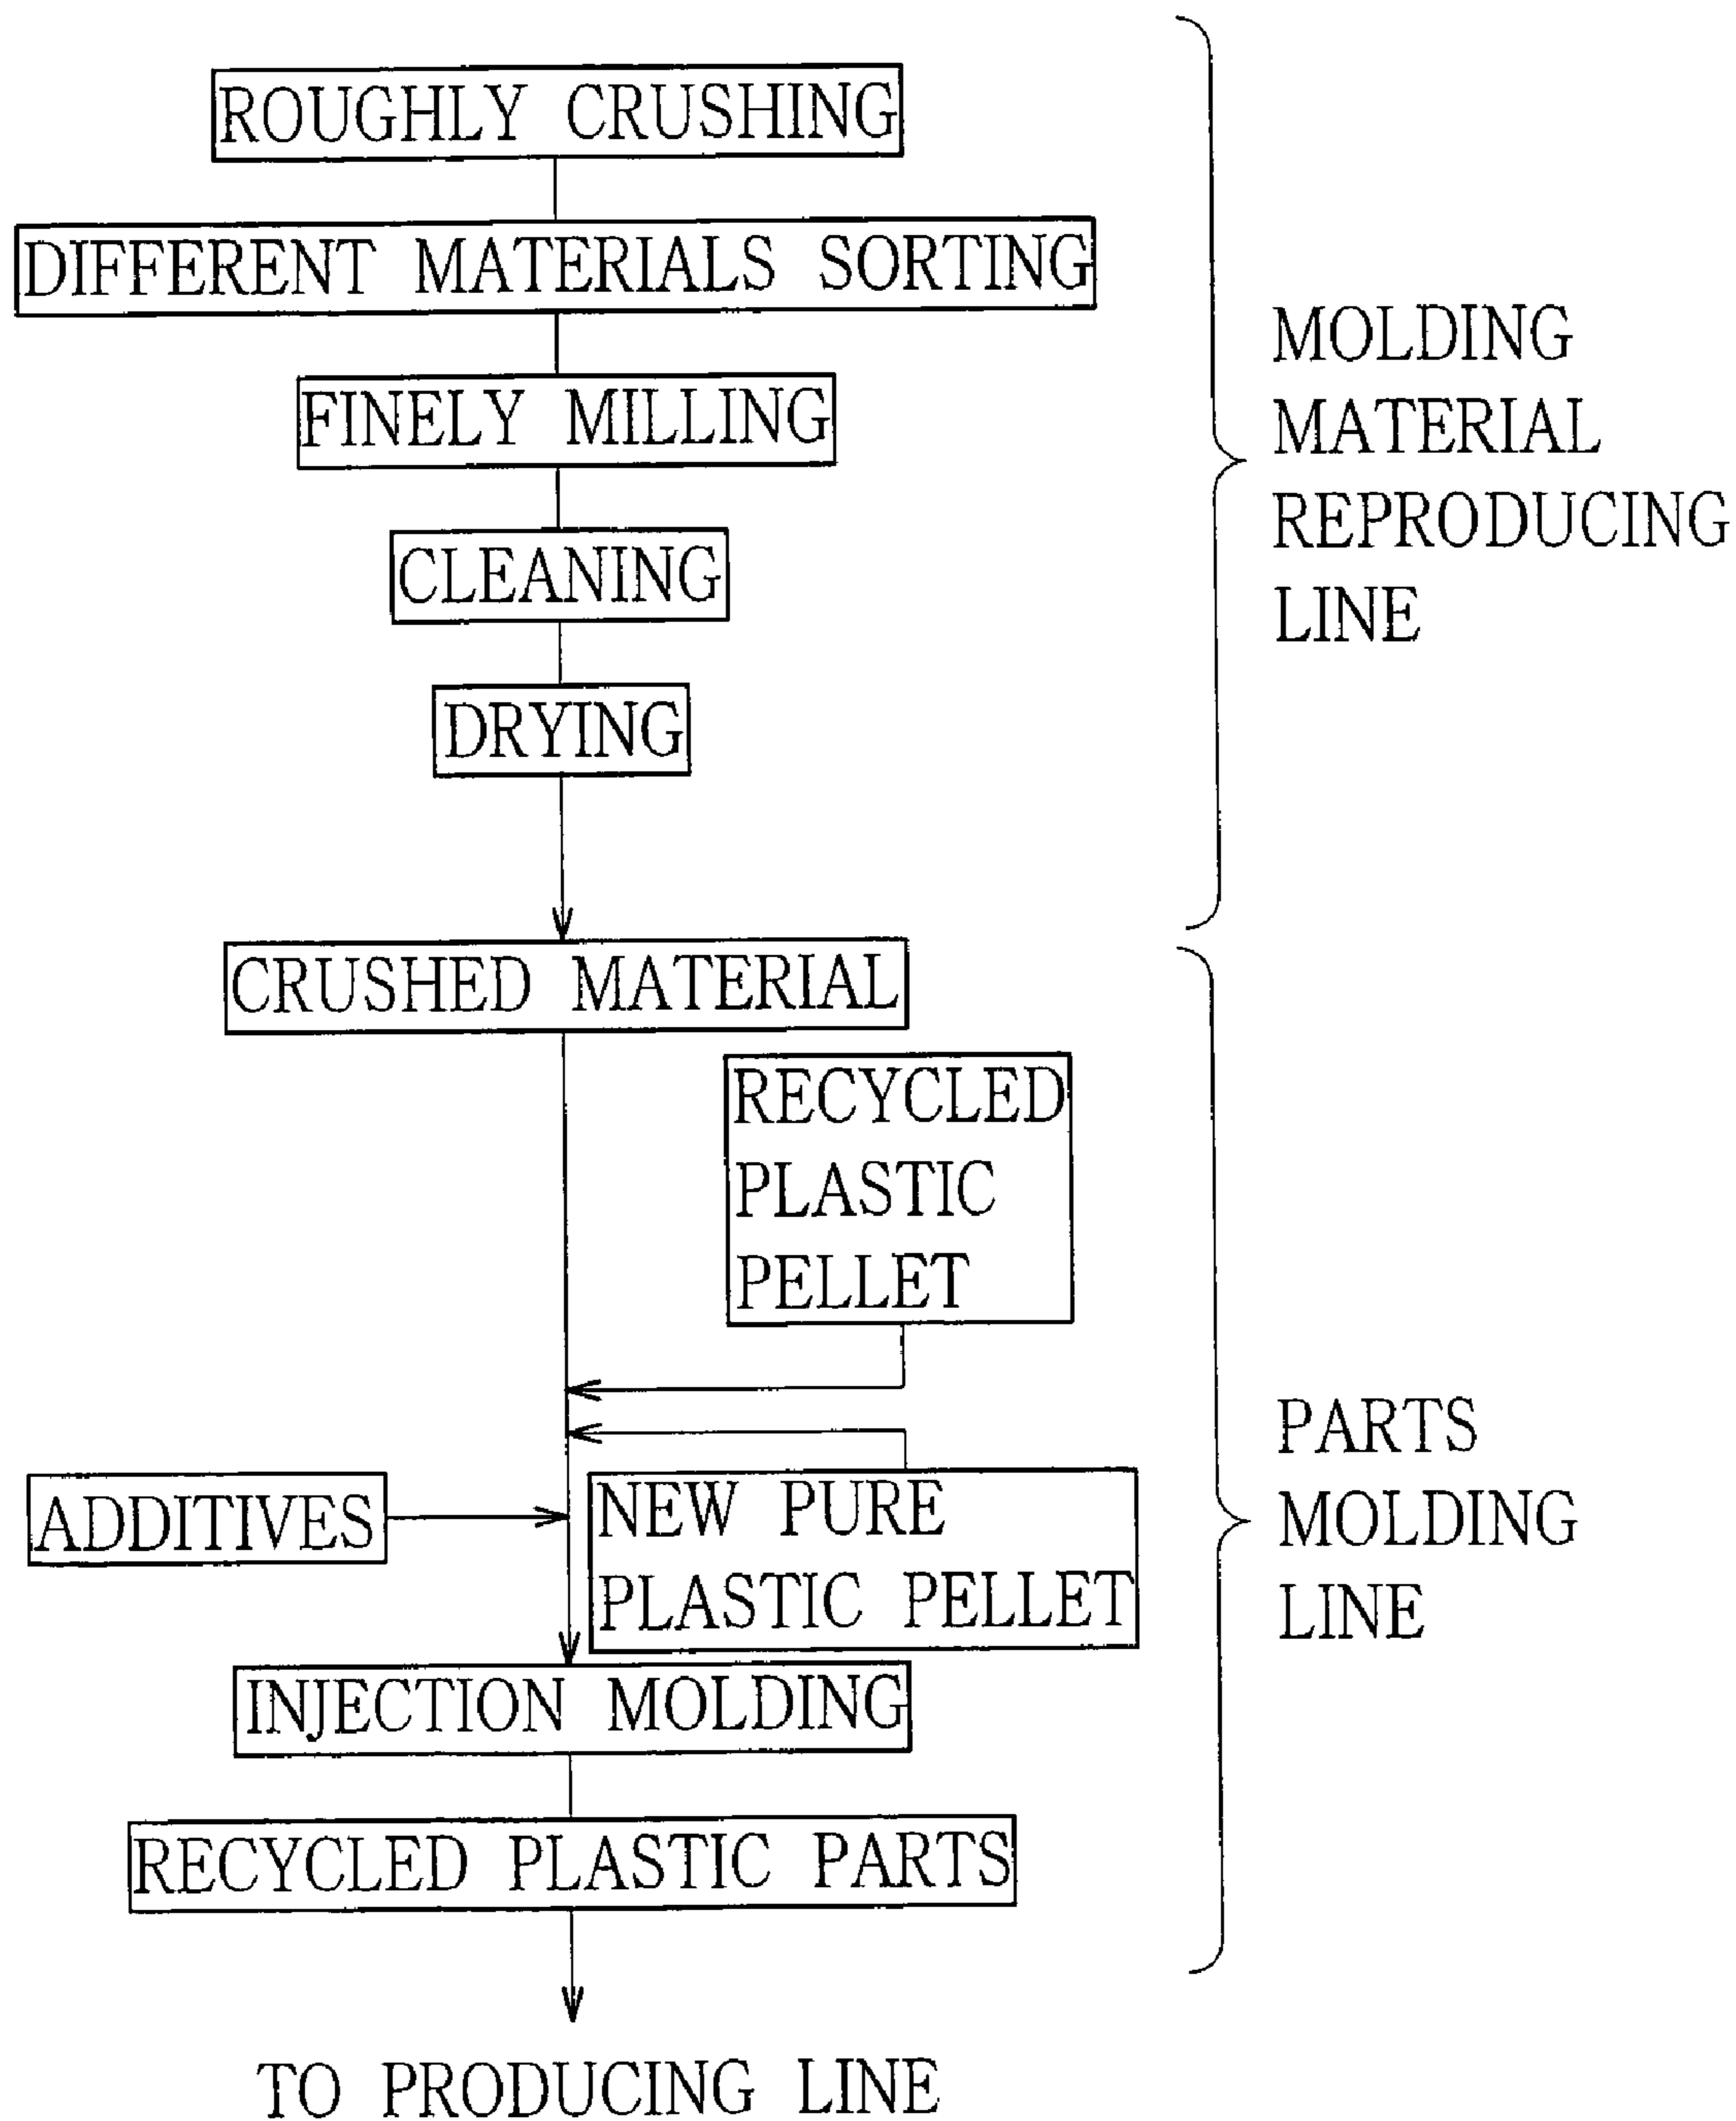 ROUGHLY CRUSHING
DIFFERENT MATERIALS SORTING
FINELY MILLING
CLEANING
DRYING
MOLDING
MATERIAL
REPRODUCING
LINE
CRUSHED MATERIAL
RECYCLED
PLASTIC
PELLET
ADDITIVES
NEW PURE
PLASTIC PELLET
INJECTION MOLDING
RECYCLED PLASTIC PARTS
PARTS
MOLDING
LINE
TO PRODUCING LINE